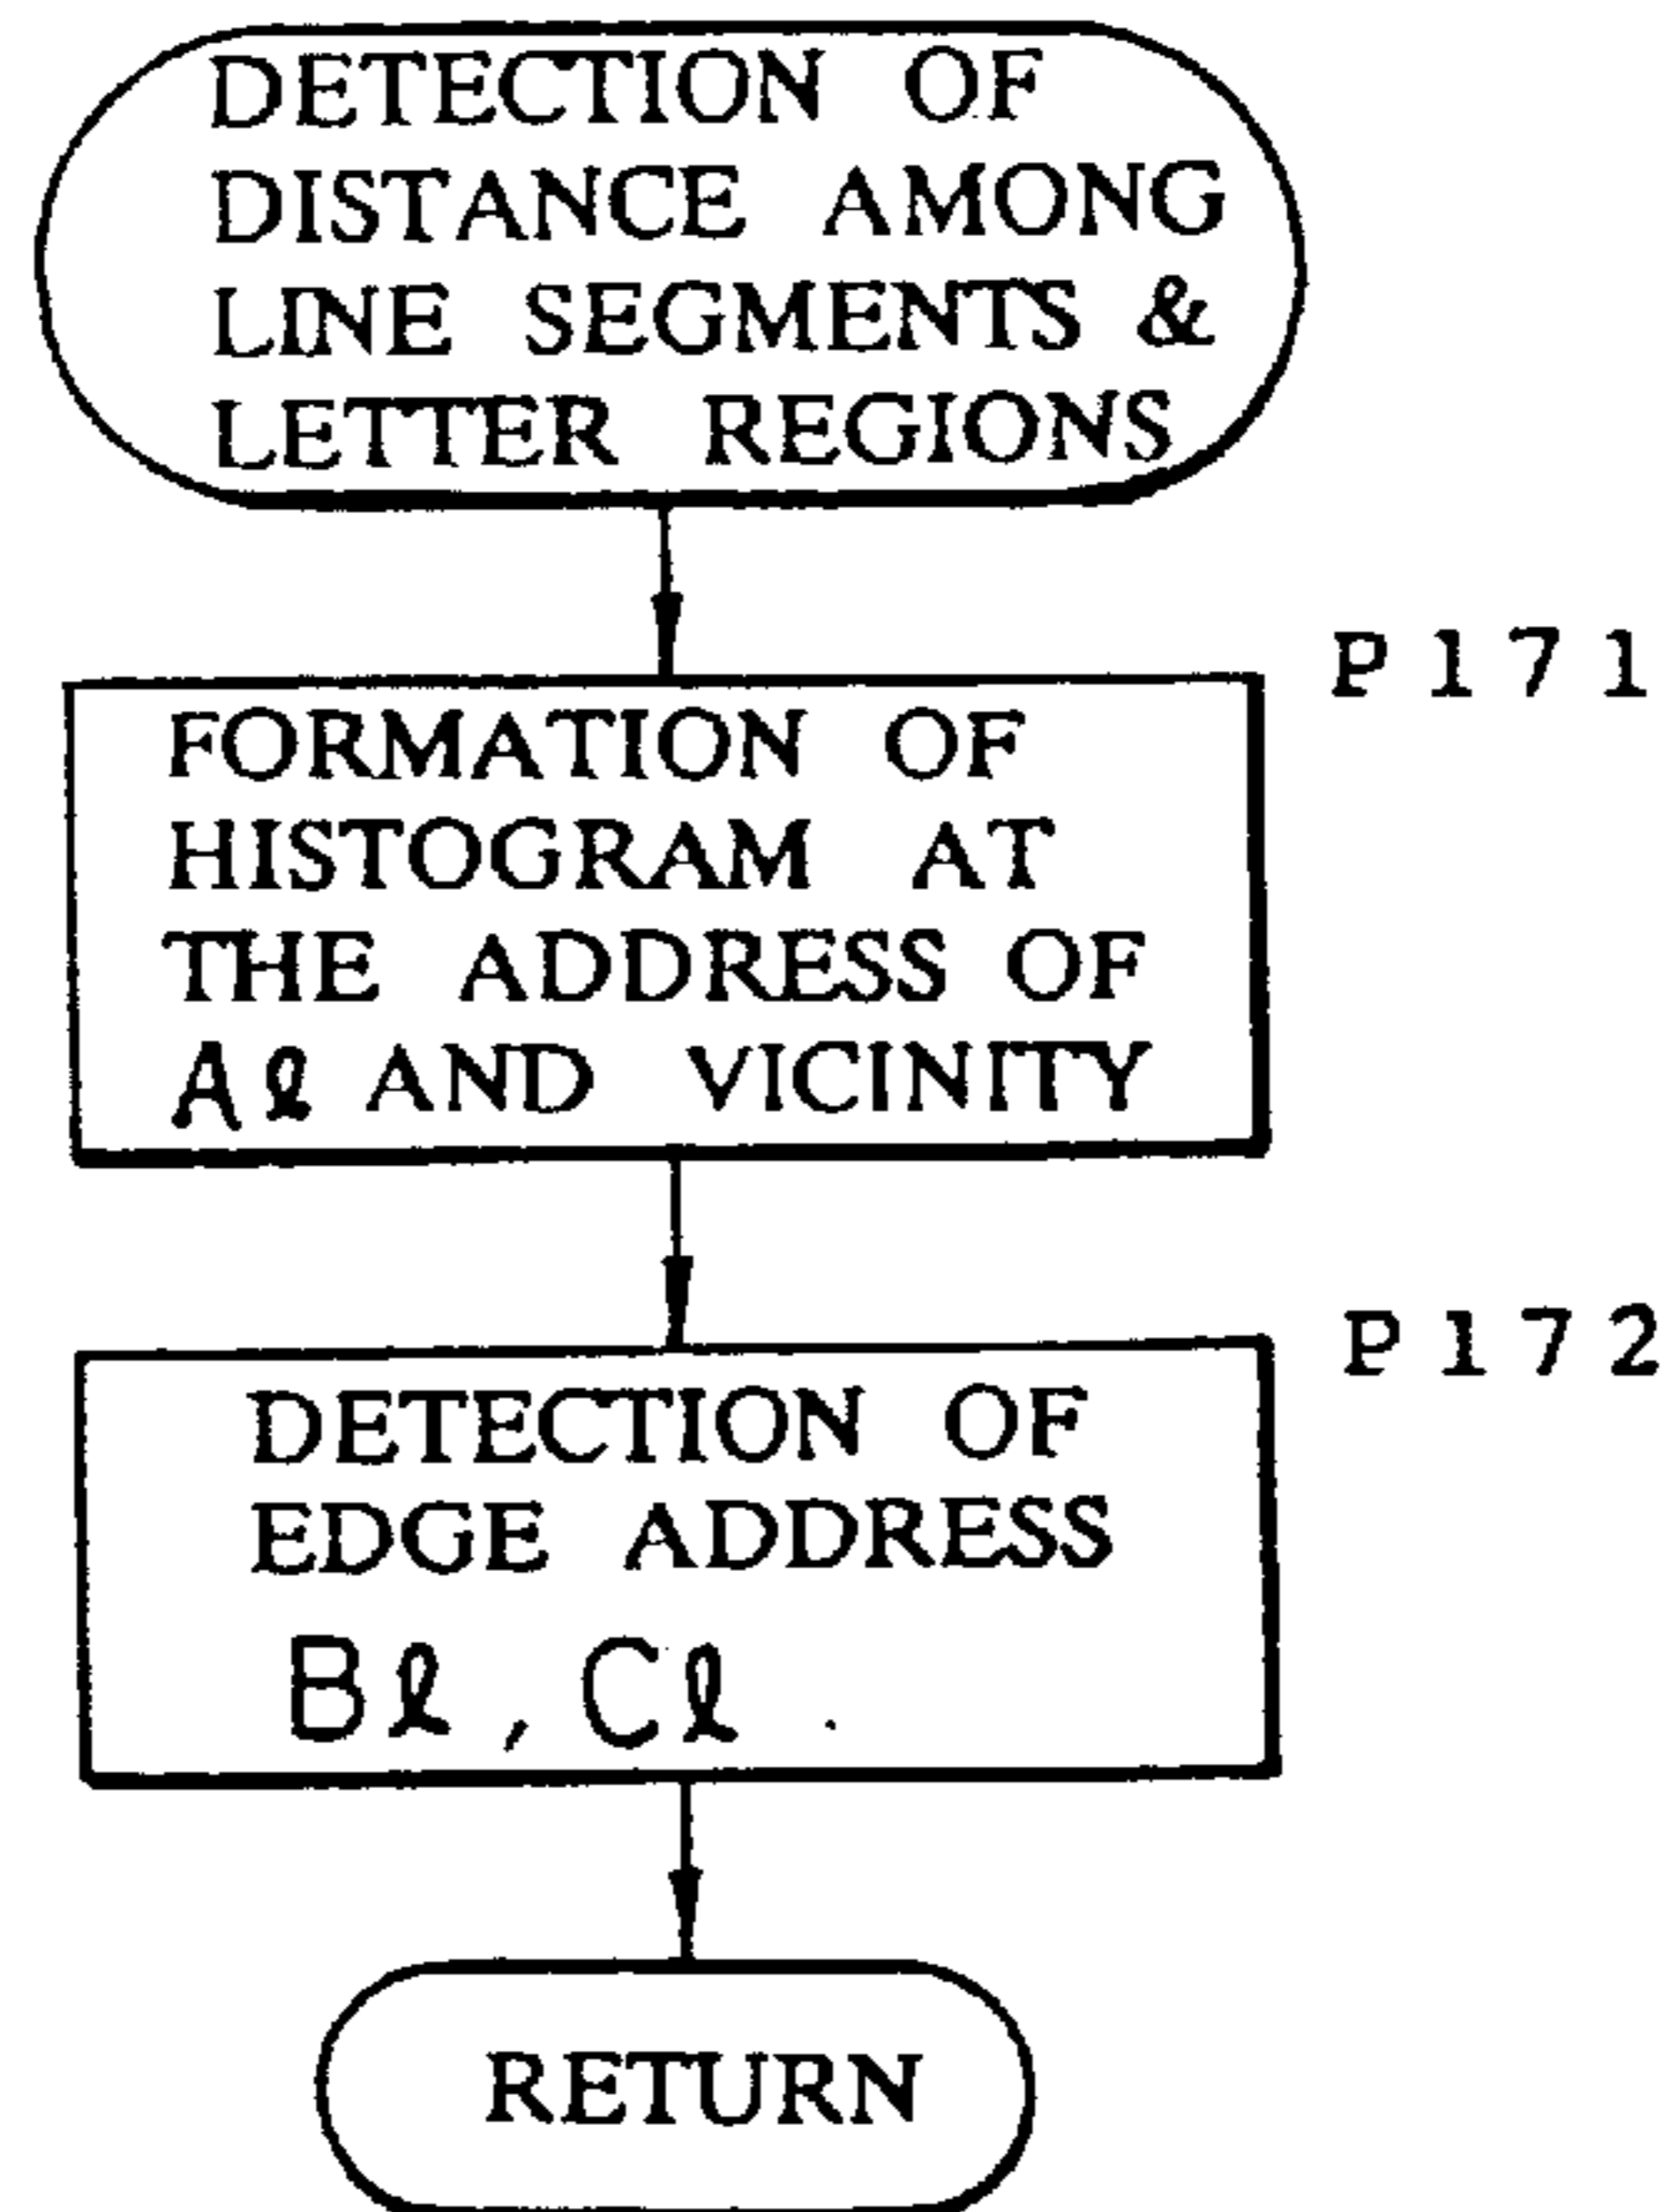 DETECTION OF
DISTANCE AMONG
LINE SEGMENTS &
LETTER REGIONS
P171
FORMATION OF
HISTOGRAM AT
THE ADDRESS OF
Aℓ AND VICINITY
P172
DETECTION OF
EDGE ADDRESS
Bℓ, Cℓ
RETURN